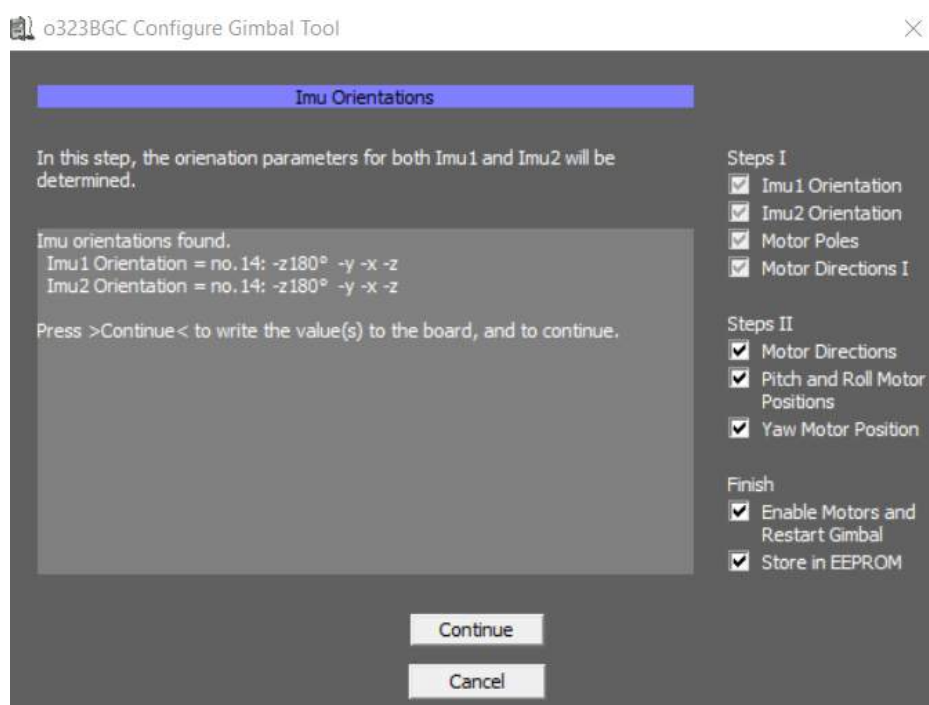 o323BGC Configure Gimbal Tool
Imu Orientations
In this step, the orienation parameters for both Imu1 and Imu2 will be
determined.
Imu orientations found.
Imu1 Orientation = no.14: -z180° -y -x -z
Imu2 Orientation = no.14: -z180° -y -x -z
Press >Continue< to write the value(s) to the board, and to continue.
Steps I
Imu1 Orientation
Imu2 Orientation
Motor Poles
Motor Directions I
Steps II
Motor Directions
Pitch and Roll Motor
Positions
Yaw Motor Position
Finish
Enable Motors and
Restart Gimbal
Store in EEPROM
Continue
Cancel